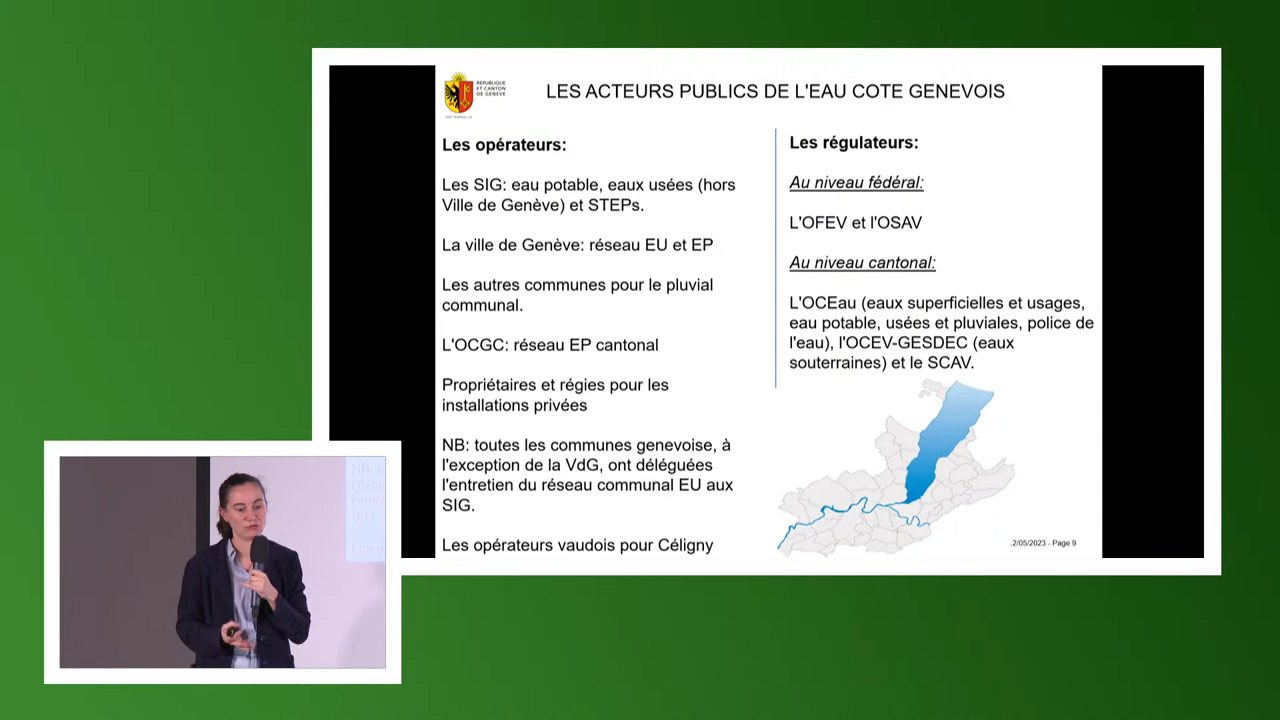 REPUBLIQUE
ET CANTON
DE GENEVE
LES ACTEURS PUBLICS DE L'EAU COTE GENEVOIS
Les opérateurs:
Les SIG: eau potable, eaux usées (hors
Ville de Genève) et STEPs.
La ville de Genève: réseau EU et EP
Les autres communes pour le pluvial
communal.
L'OCGC: réseau EP cantonal
Propriétaires et régies pour les
installations privées
NB: toutes les communes genevoise, à
l'exception de la VdG, ont déléguées
l'entretien du réseau communal EU aux
SIG.
Les opérateurs vaudois pour Céligny
Les régulateurs:
Au niveau fédéral:
L'OFEV et l'OSAV
Au niveau cantonal:
L'OCEau (eaux superficielles et usages,
eau potable, usées et pluviales, police de
l'eau), l'OCEV-GESDEC (eaux
souterraines) et le SCAV.
.2/05/2023 - Page 9